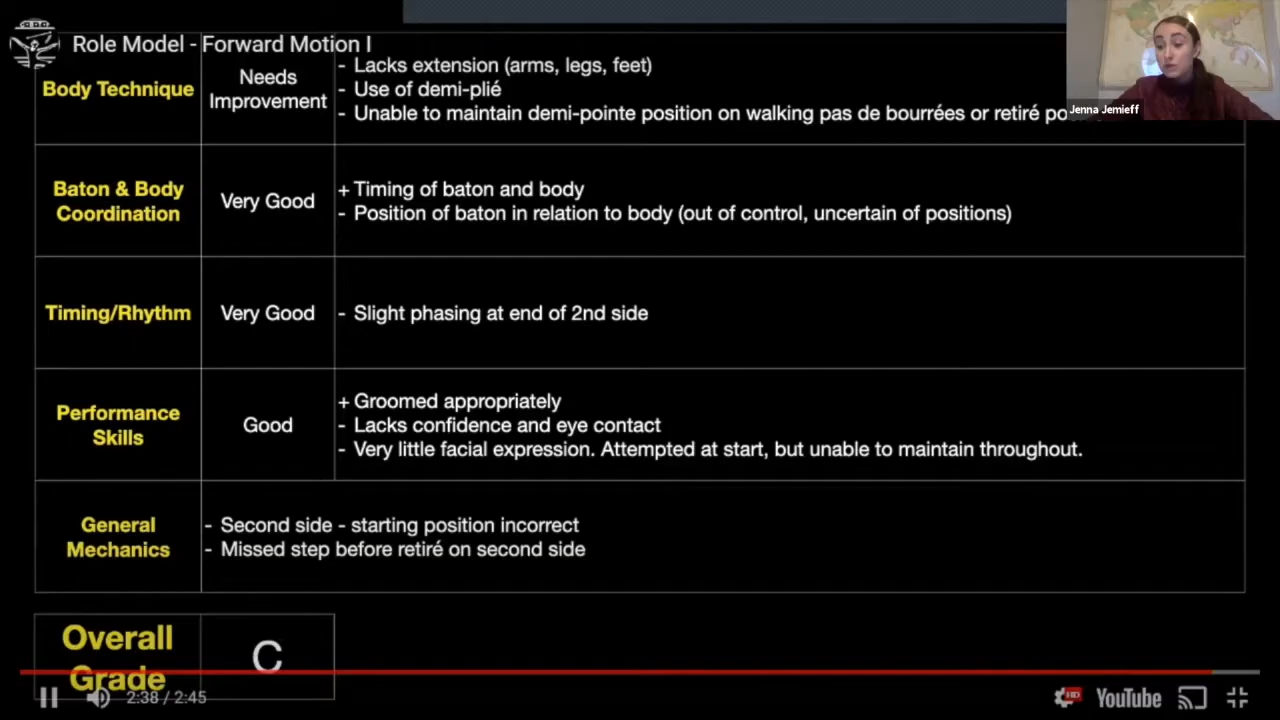 Role Model - Forward Motion I
Body Technique
Needs
Improvement
- Lacks extension (arms, legs, feet)
- Use of demi-plié
- Unable to maintain demi-pointe position on walking pas de bourrées or retiré
Jenna Jemieff
Baton & Body
Coordination
Very Good
+ Timing of baton and body
- Position of baton in relation to body (out of control, uncertain of positions)
Timing/Rhythm
Very Good
- Slight phasing at end of 2nd side
Performance
Skills
Good
+ Groomed appropriately
- Lacks confidence and eye contact
- Very little facial expression. Attempted at start, but unable to maintain throughout.
General
Mechanics
- Second side - starting position incorrect
- Missed step before retiré on second side
Overall
Grade
C
2:38 / 2:45
HD
YouTube